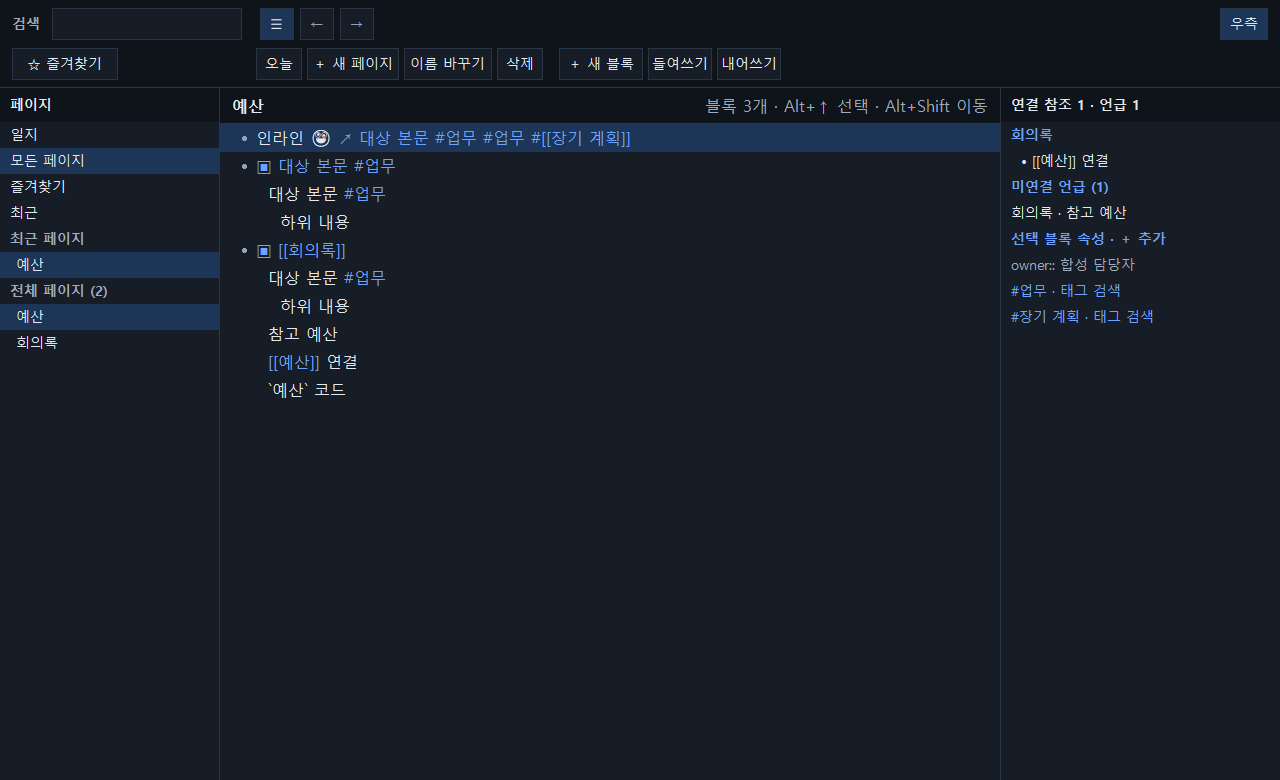 검색 ☰ ← → 우측
☆ 즐겨찾기 오늘 + 새 페이지 이름 바꾸기 삭제 + 새 블록 들여쓰기 내어쓰기
페이지
일지
모든 페이지
즐겨찾기
최근
최근 페이지
예산
전체 페이지 (2)
예산
회의록
예산 블록 3개 · Alt+↑ 선택 · Alt+Shift 이동
• 인라인 ↗ 대상 본문 #업무 #업무 #[[장기 계획]]
• ▣ 대상 본문 #업무
대상 본문 #업무
하위 내용
• ▣ [[회의록]]
대상 본문 #업무
하위 내용
참고 예산
[[예산]] 연결
`예산` 코드
연결 참조 1 · 언급 1
회의록
• [[예산]] 연결
미연결 언급 (1)
회의록 · 참고 예산
선택 블록 속성 · + 추가
owner:: 합성 담당자
#업무 · 태그 검색
#장기 계획 · 태그 검색